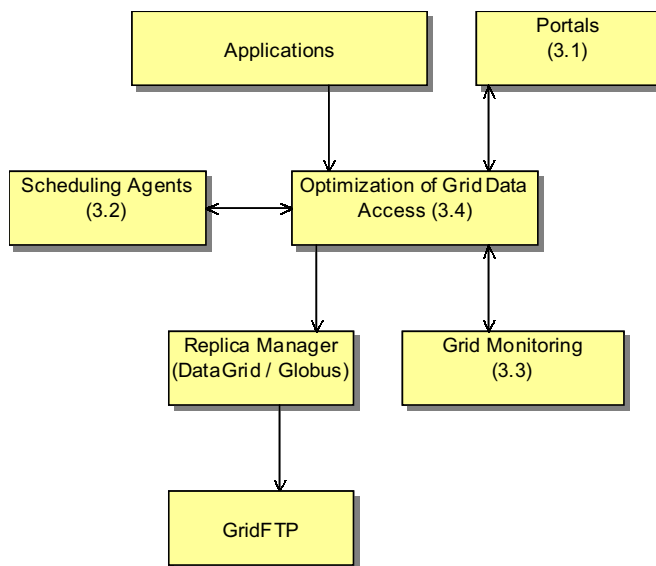 Applications
Portals
(3.1)
Scheduling Agents
(3.2)
Optimization of Grid Data
Access (3.4)
Replica Manager
(DataGrid / Globus)
Grid Monitoring
(3.3)
GridFTP